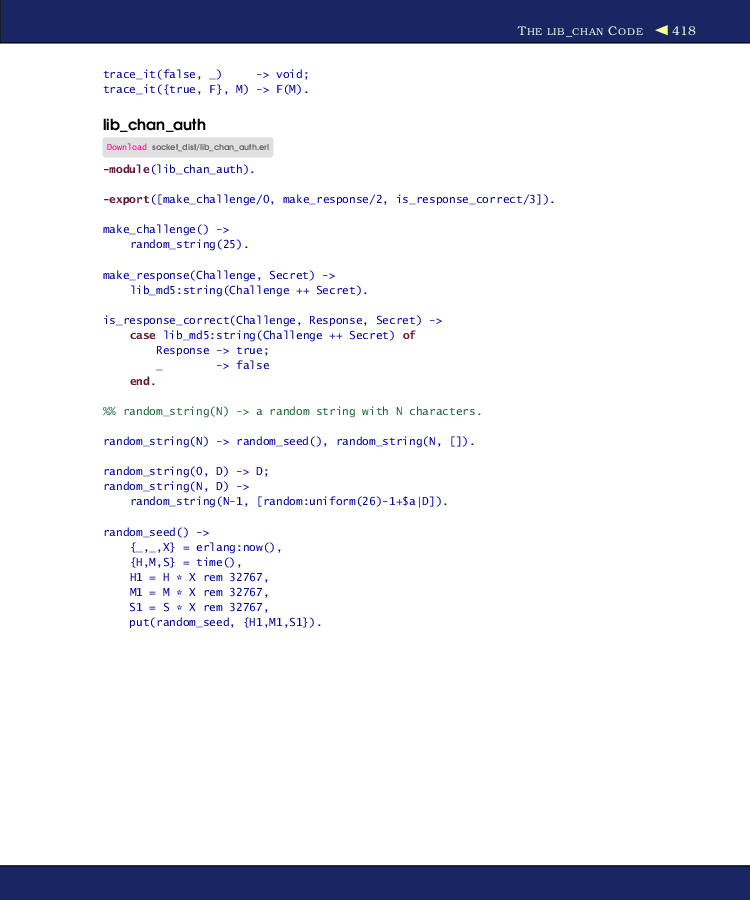 THE LIB_CHAN CODE ◀ 418
trace_it(false, _)     -> void;
trace_it({true, F}, M) -> F(M).
lib_chan_auth
Download socket_dist/lib_chan_auth.erl
-module(lib_chan_auth).
-export([make_challenge/0, make_response/2, is_response_correct/3]).
make_challenge() ->
    random_string(25).
make_response(Challenge, Secret) ->
    lib_md5:string(Challenge ++ Secret).
is_response_correct(Challenge, Response, Secret) ->
    case lib_md5:string(Challenge ++ Secret) of
        Response -> true;
        _        -> false
    end.
%% random_string(N) -> a random string with N characters.
random_string(N) -> random_seed(), random_string(N, []).
random_string(0, D) -> D;
random_string(N, D) ->
    random_string(N-1, [random:uniform(26)-1+$a|D]).
random_seed() ->
    {_,_,X} = erlang:now(),
    {H,M,S} = time(),
    H1 = H * X rem 32767,
    M1 = M * X rem 32767,
    S1 = S * X rem 32767,
    put(random_seed, {H1,M1,S1}).